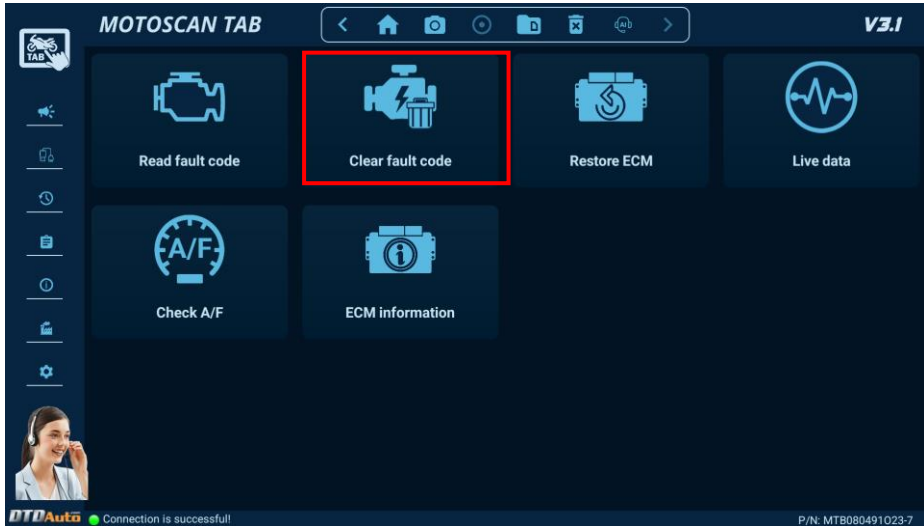 MOTOSCAN TAB
V3.1
TAB
Read fault code
Clear fault code
Restore ECM
Live data
A/F
Check A/F
ECM information
DTDAuto
Connection is successful!
P/N: MTB080491O23-7